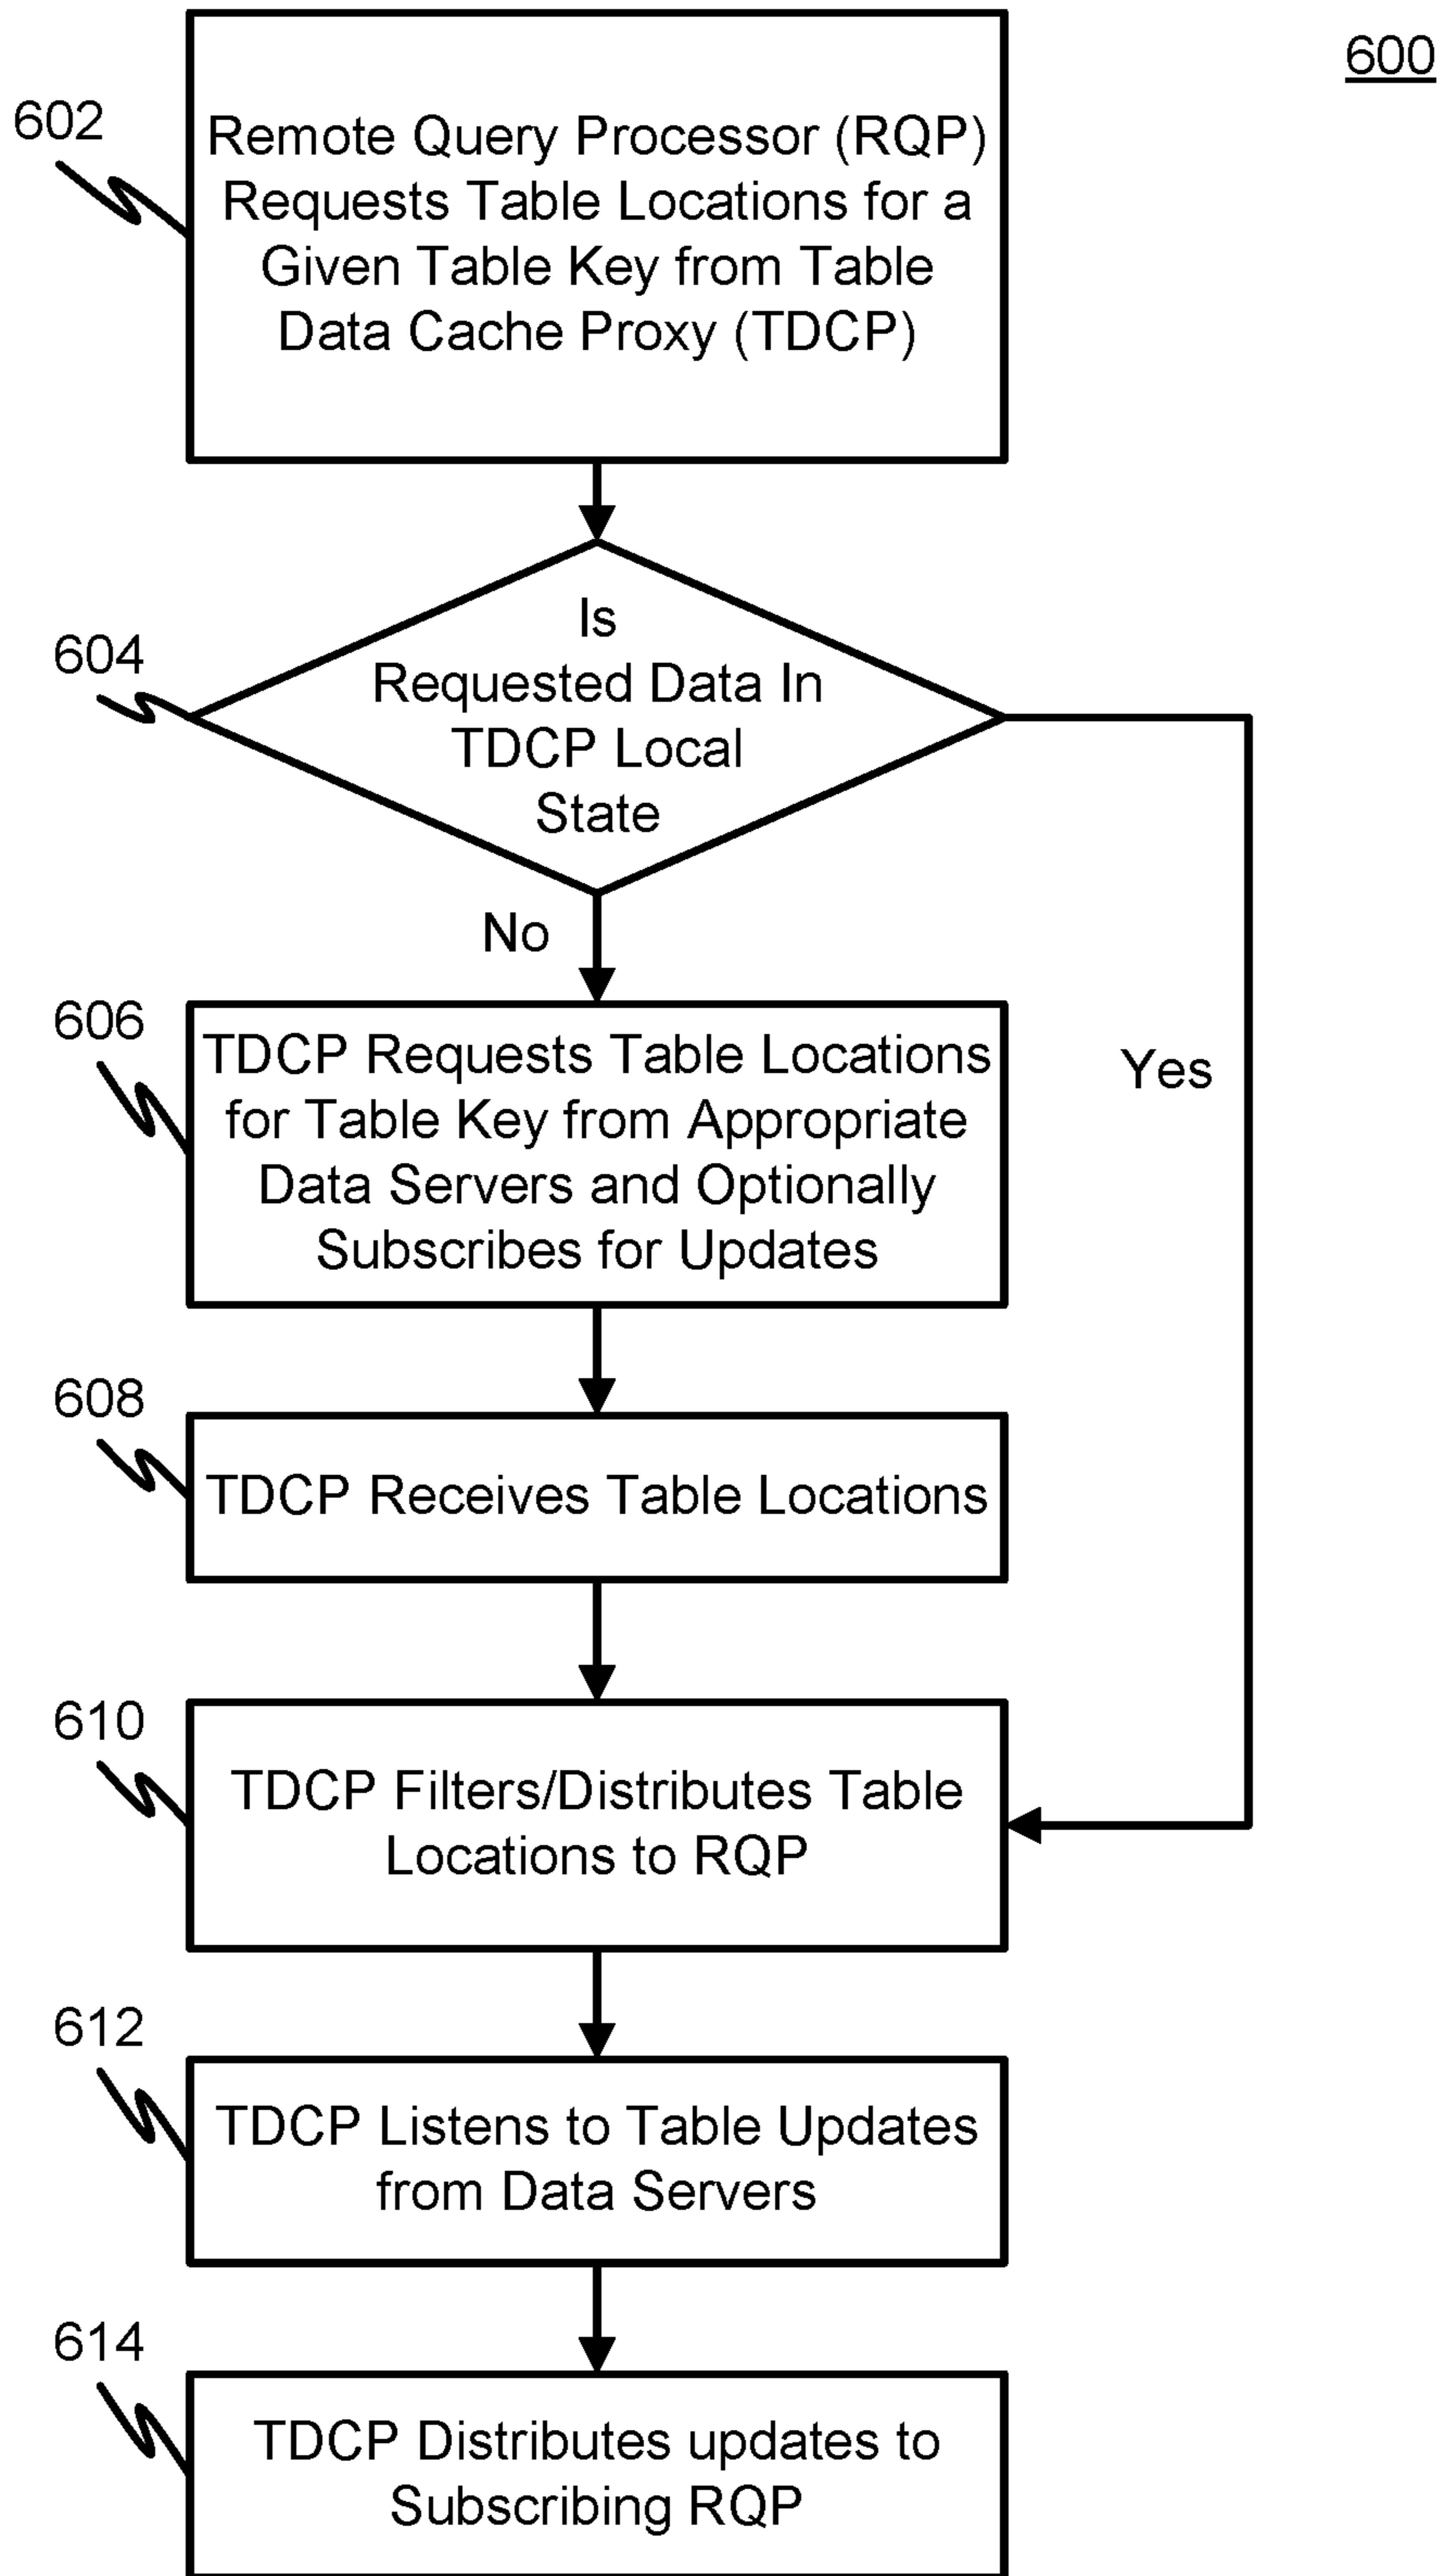 600
602
Remote Query Processor (RQP)
Requests Table Locations for a
Given Table Key from Table
Data Cache Proxy (TDCP)
604
Is
Requested Data In
TDCP Local
State
No
Yes
606
TDCP Requests Table Locations
for Table Key from Appropriate
Data Servers and Optionally
Subscribes for Updates
608
TDCP Receives Table Locations
610
TDCP Filters/Distributes Table
Locations to RQP
612
TDCP Listens to Table Updates
from Data Servers
614
TDCP Distributes updates to
Subscribing RQP